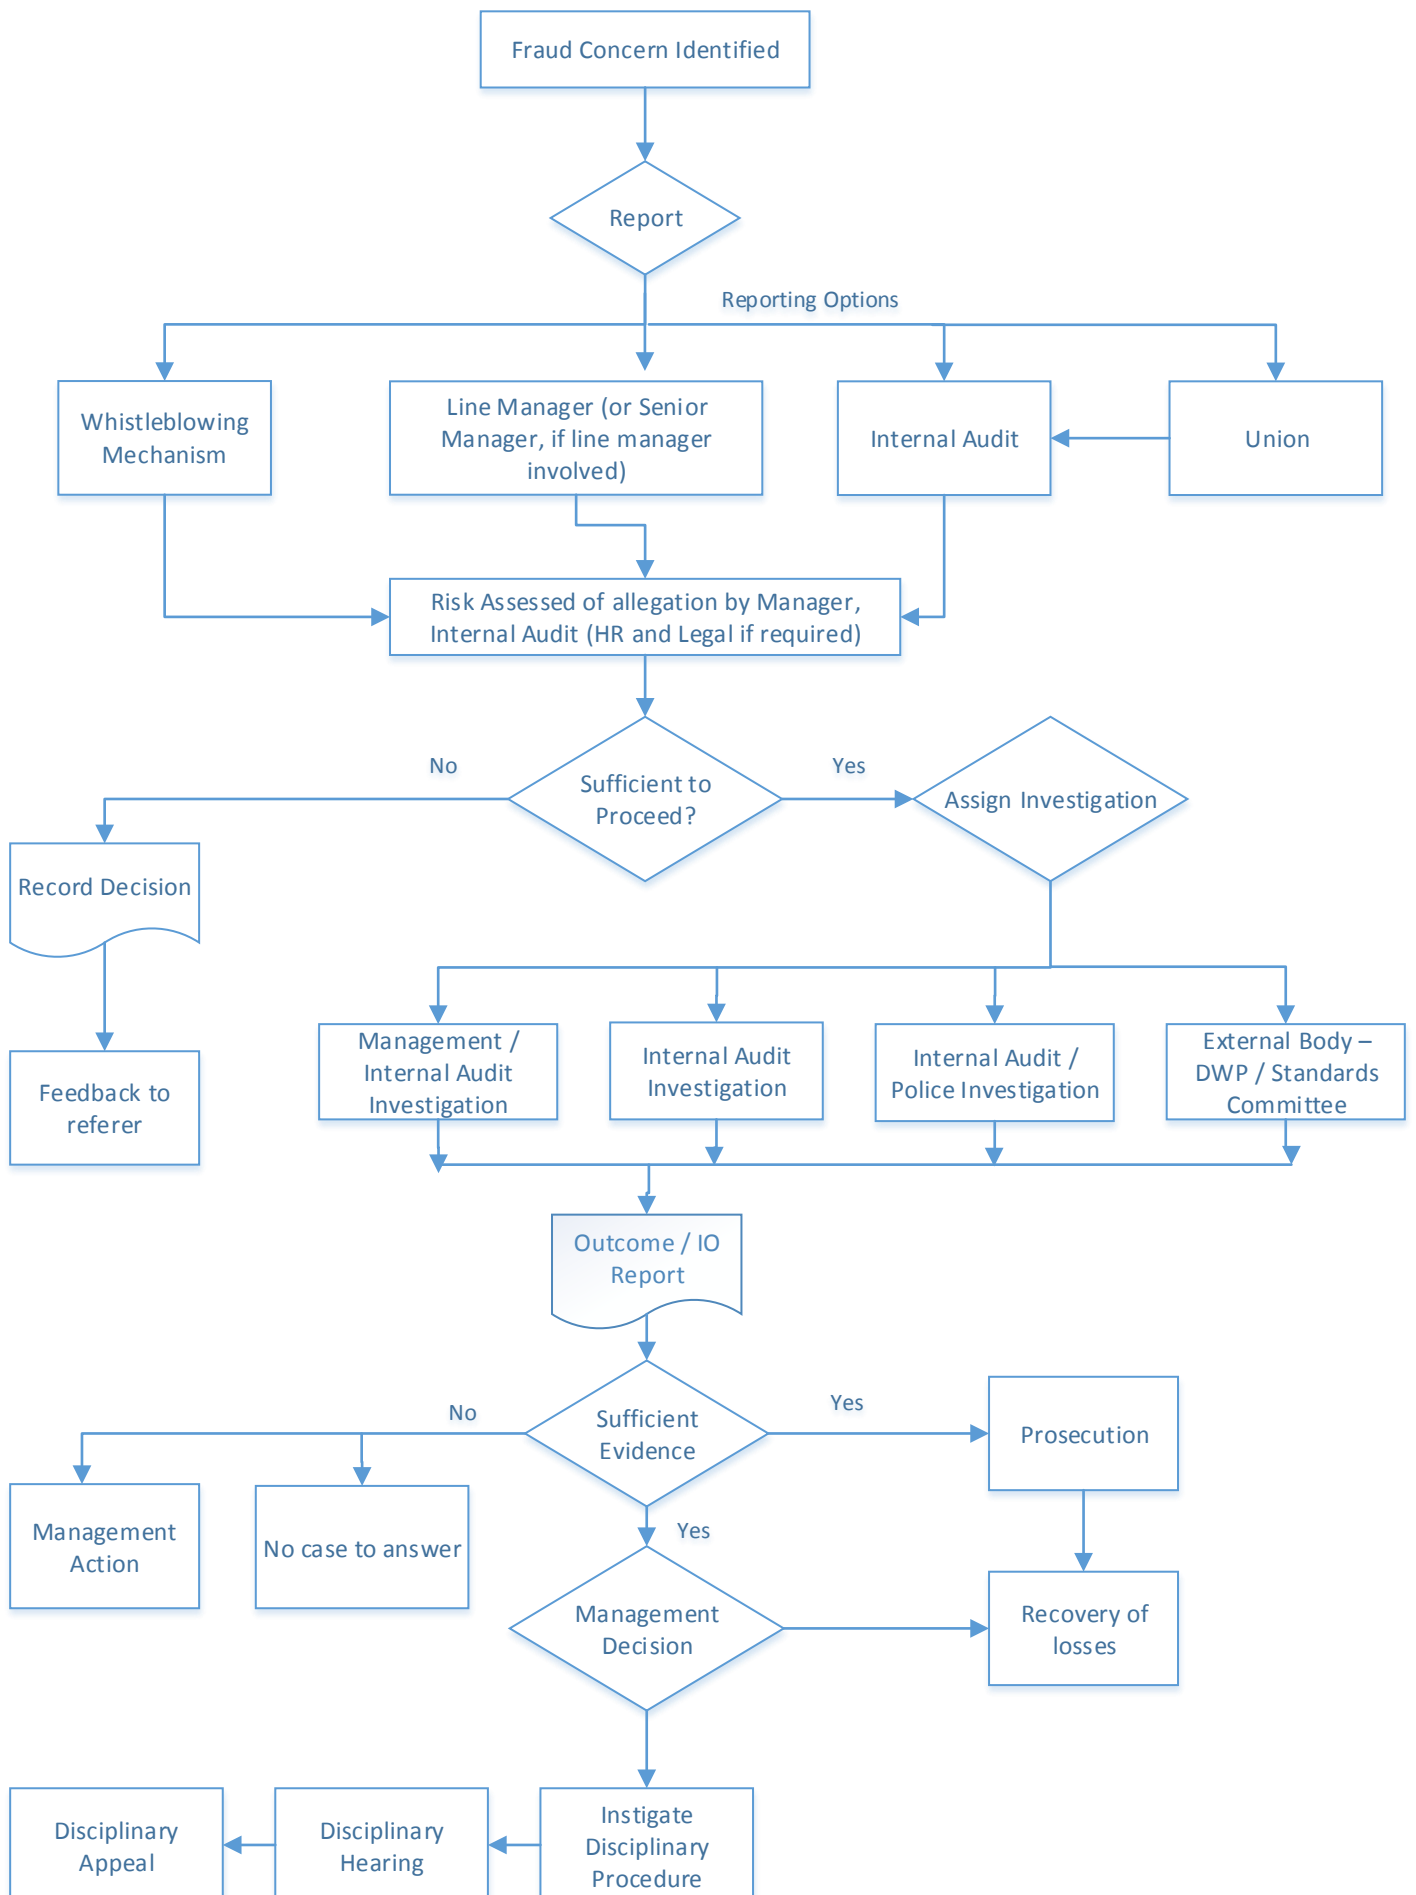 Fraud Concern Identified
Report
Reporting Options
Whistleblowing
Mechanism
Line Manager (or Senior
Manager, if line manager
involved)
Internal Audit
Union
Risk Assessed of allegation by Manager,
Internal Audit (HR and Legal if required)
No
Yes
Sufficient to
Proceed?
Assign Investigation
Record Decision
Feedback to
referer
Management /
Internal Audit
Investigation
Internal Audit
Investigation
Internal Audit /
Police Investigation
External Body –
DWP / Standards
Committee
Outcome / IO
Report
No
Yes
Sufficient
Evidence
Prosecution
Management
Action
No case to answer
Yes
Management
Decision
Recovery of
losses
Disciplinary
Appeal
Disciplinary
Hearing
Instigate
Disciplinary
Procedure